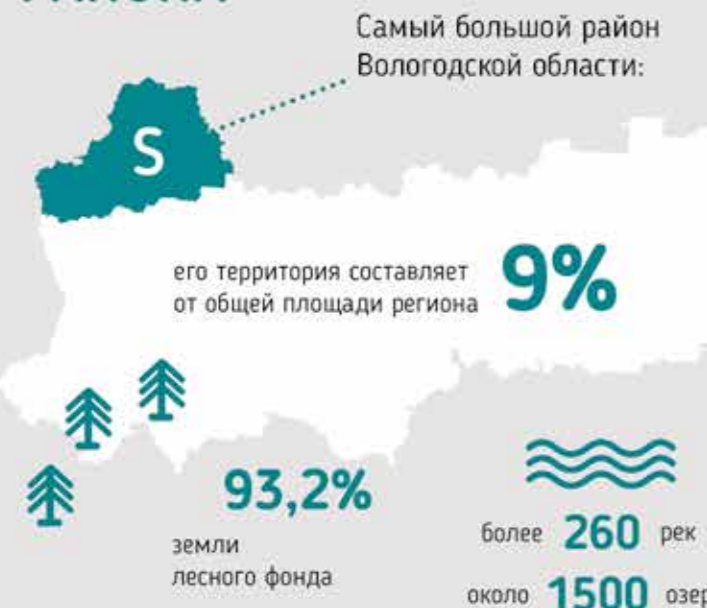 Самый большой район
Вологодской области:
S
его территория составляет
от общей площади региона 9%
93,2%
земли
лесного фонда
более 260 рек
около 1500 озер